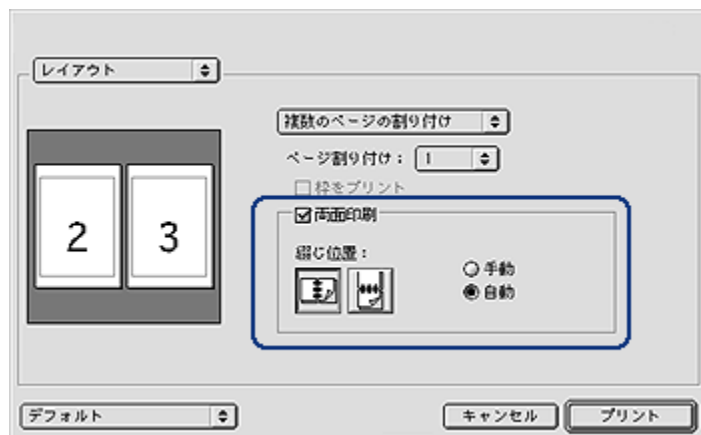 レイアウト
複数のページの割り付け
ページ割り付け： 1
枠をプリント
両面印刷
綴じ位置：
手動
自動
2 3
デフォルト
キャンセル プリント